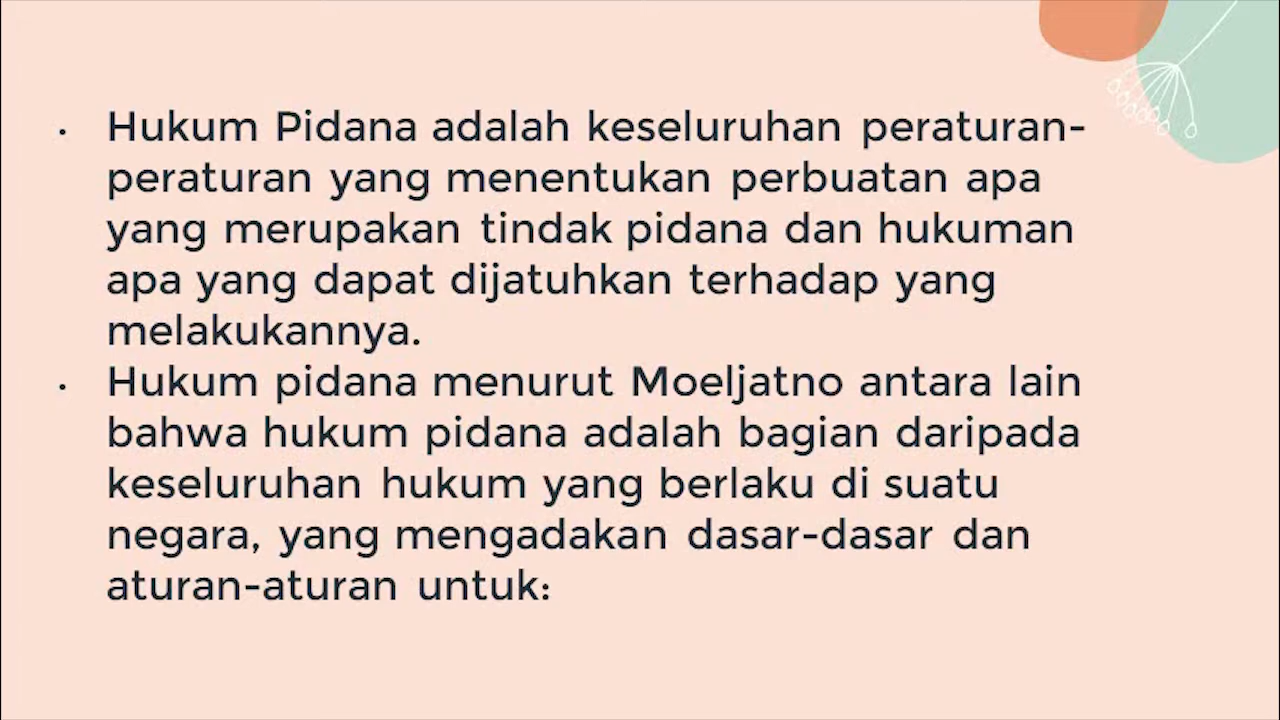 • Hukum Pidana adalah keseluruhan peraturan-
peraturan yang menentukan perbuatan apa
yang merupakan tindak pidana dan hukuman
apa yang dapat dijatuhkan terhadap yang
melakukannya.
• Hukum pidana menurut Moeljatno antara lain
bahwa hukum pidana adalah bagian daripada
keseluruhan hukum yang berlaku di suatu
negara, yang mengadakan dasar-dasar dan
aturan-aturan untuk: